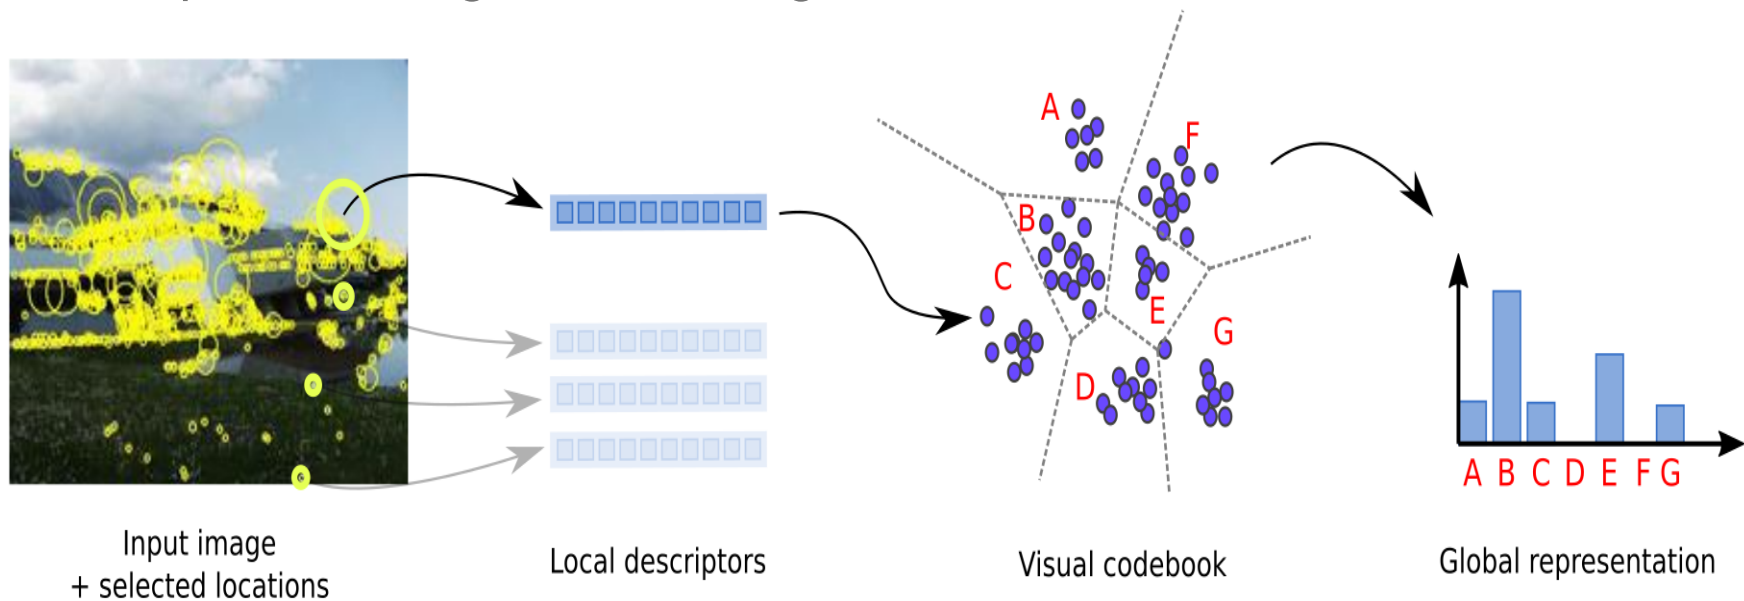 A
F
B
C
E
G
D
A B C D E F G
Input image
+ selected locations
Local descriptors
Visual codebook
Global representation